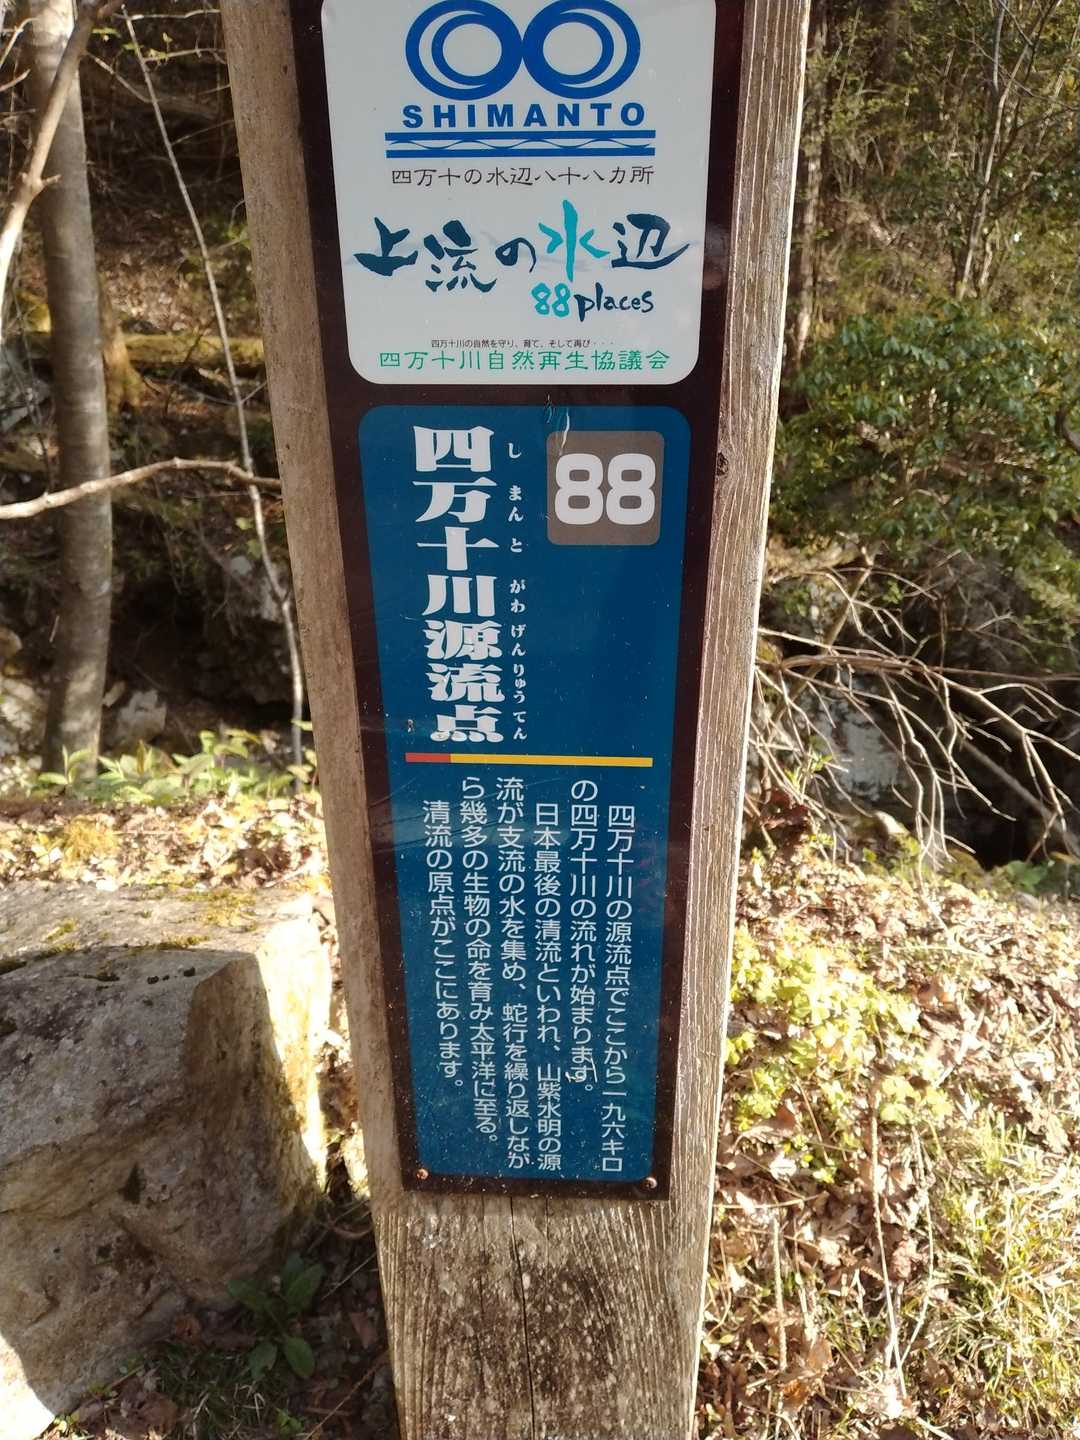 SHIMANTO
四万十の水辺八十八カ所
上流の水辺
88places
四万十川の自然を守り、育て、そして再び・・・
四万十川自然再生協議会
88
しまんとがわげんりゅうてん
四万十川源流点
四万十川の源流点でここから一九六キロ
の四万十川の流れが始まります。
日本最後の清流といわれ、山紫水明の源
流が支流の水を集め、蛇行を繰り返しなが
ら幾多の生物の命を育み太平洋に至る。
清流の原点がここにあります。